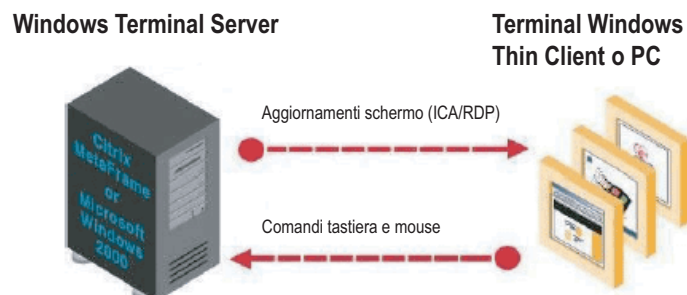 Windows Terminal Server
Terminal Windows
Thin Client o PC
Aggiornamenti schermo (ICA/RDP)
Citrix
MetaFrame
or
Microsoft
Windows
2000
Comandi tastiera e mouse